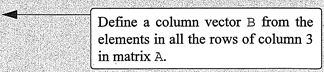 Define a column vector B from the
elements in all the rows of column 3
in matrix A.